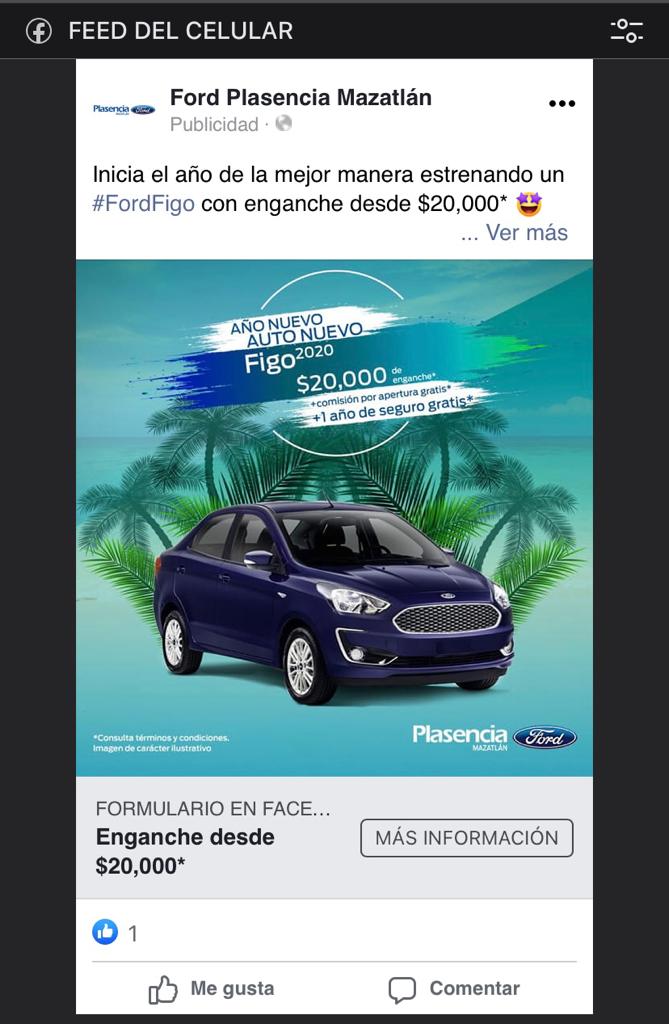 FEED DEL CELULAR
Plasencia Ford
MAZATLÁN
Ford Plasencia Mazatlán
Publicidad ·
Inicia el año de la mejor manera estrenando un
#FordFigo con enganche desde $20,000* 🤩
... Ver más
AÑO NUEVO
AUTO NUEVO
Figo2020
$20,000 de
enganche*
+comisión por apertura gratis*
+1 año de seguro gratis*
*Consulta términos y condiciones.
Imagen de carácter ilustrativo
Plasencia Ford
MAZATLÁN
FORMULARIO EN FACE...
Enganche desde
$20,000*
MÁS INFORMACIÓN
1
Me gusta
Comentar